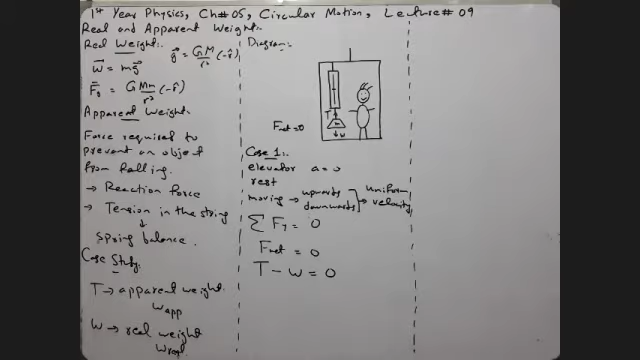 1st Year Physics, Ch#05, Circular Motion, Lecture#09
Real and Apparent Weight:-
Real Weight:-
g⃗ = GM/r² (-r̂)
W⃗ = mg⃗
F⃗g = GMm/r² (-r̂)
Apparent Weight:-
Force required to
prevent an object
from falling.
→ Reaction force
→ Tension in the string
↓
Spring balance.
Case Study:-
T → apparent weight
Wapp
W → real weight
Wreal
Diagram:-
T
m
↓ W
Fnet=0
Case 1:-
elevator a=0
rest
moving → upwards
downwards → uniform
velocity
∑ Fy = 0
Fnet = 0
T - W = 0